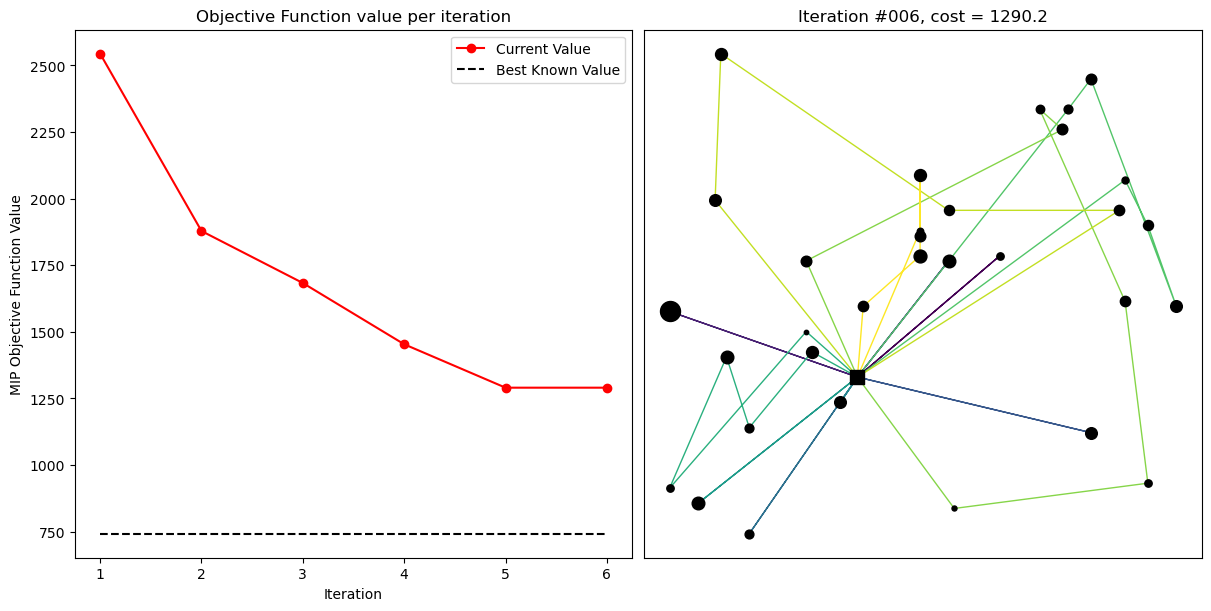 Objective Function value per iteration
Iteration #006, cost = 1290.2
Current Value
Best Known Value
MIP Objective Function Value
2500
2250
2000
1750
1500
1250
1000
750
1 2 3 4 5 6
Iteration